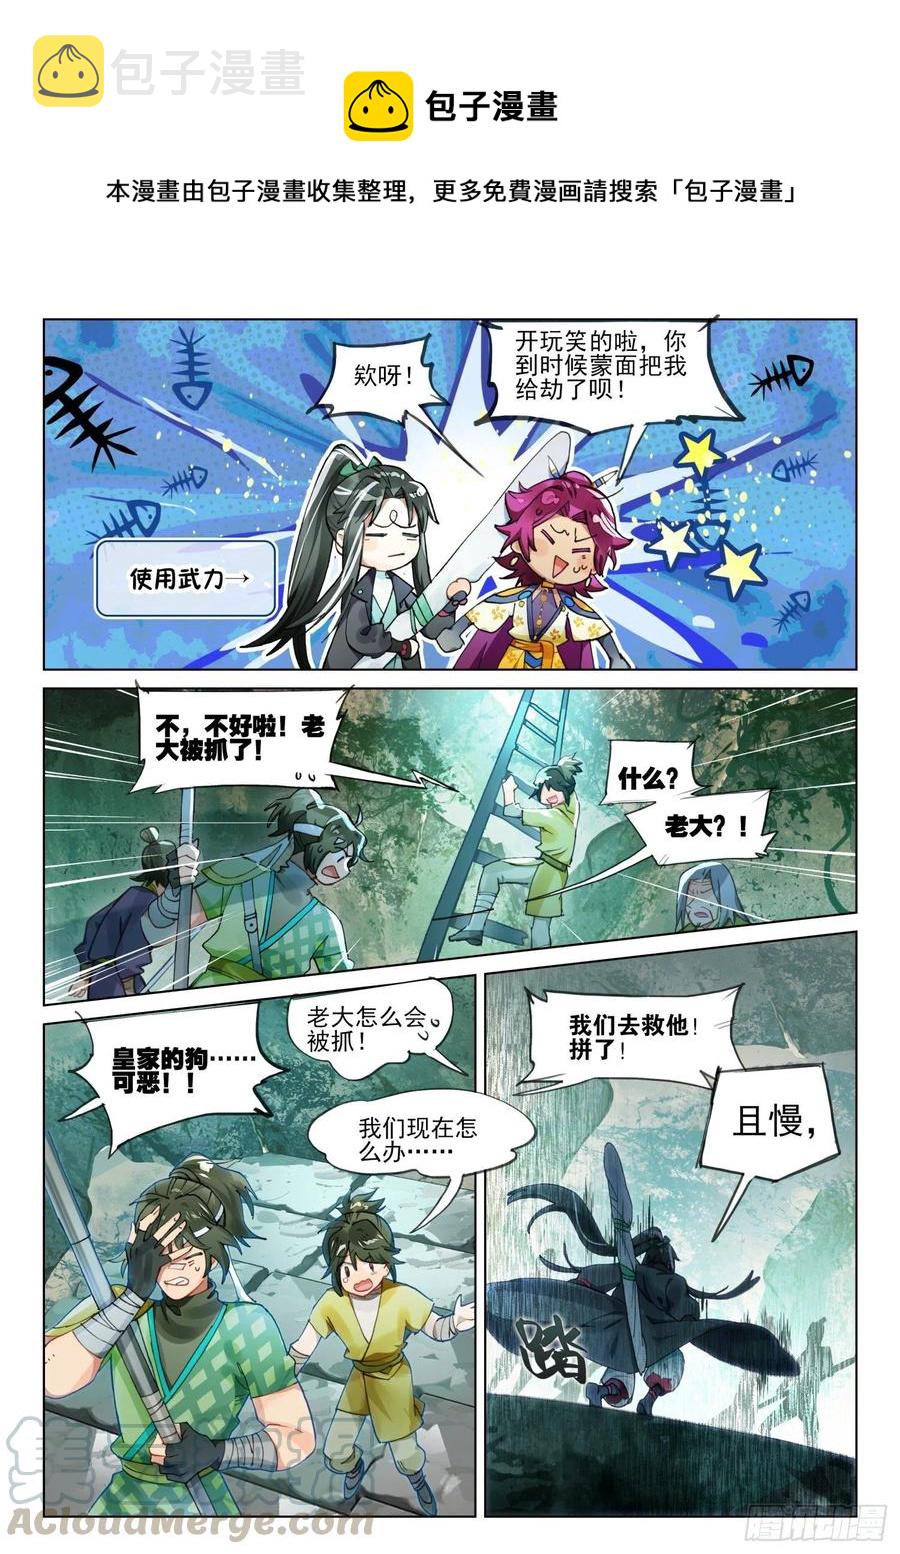 包子漫畫
包子漫畫
本漫畫由包子漫畫收集整理，更多免費漫画請搜索「包子漫畫」
欸呀！
开玩笑的啦，你
到时候蒙面把我
给劫了呗！
使用武力→
不，不好啦！老
大被抓了！
什么？
老大？！
皇家的狗……
可恶！！
老大怎么会
被抓！
我们现在怎
么办……
我们去救他！
拼了！
且慢，
踏
ACloudMerge.com
腾讯动漫